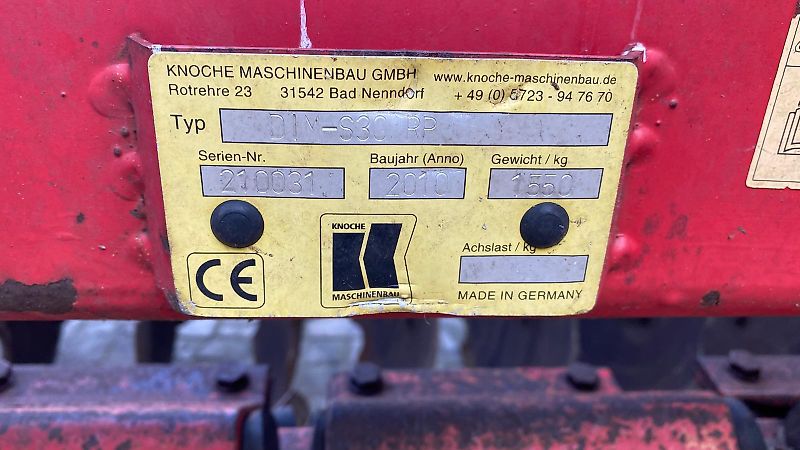 KNOCHE MASCHINENBAU GMBH www.knoche-maschinenbau.de
Rotrehre 23 31542 Bad Nenndorf + 49 (0) 5723 - 94 76 70
Typ DIM-S30 RP
Serien-Nr. Baujahr (Anno) Gewicht / kg
210031 2010 1550
KNOCHE
K
MASCHINENBAU
CE
Achslast / kg
MADE IN GERMANY